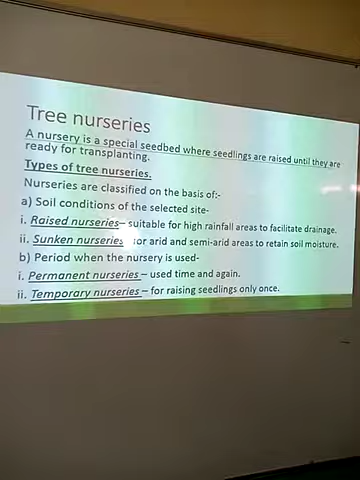 Tree nurseries
A nursery is a special seedbed where seedlings are raised until they are
ready for transplanting.
Types of tree nurseries.
Nurseries are classified on the basis of:-
a) Soil conditions of the selected site-
i. Raised nurseries– suitable for high rainfall areas to facilitate drainage.
ii. Sunken nurseries or arid and semi-arid areas to retain soil moisture.
b) Period when the nursery is used-
i. Permanent nurseries – used time and again.
ii. Temporary nurseries – for raising seedlings only once.